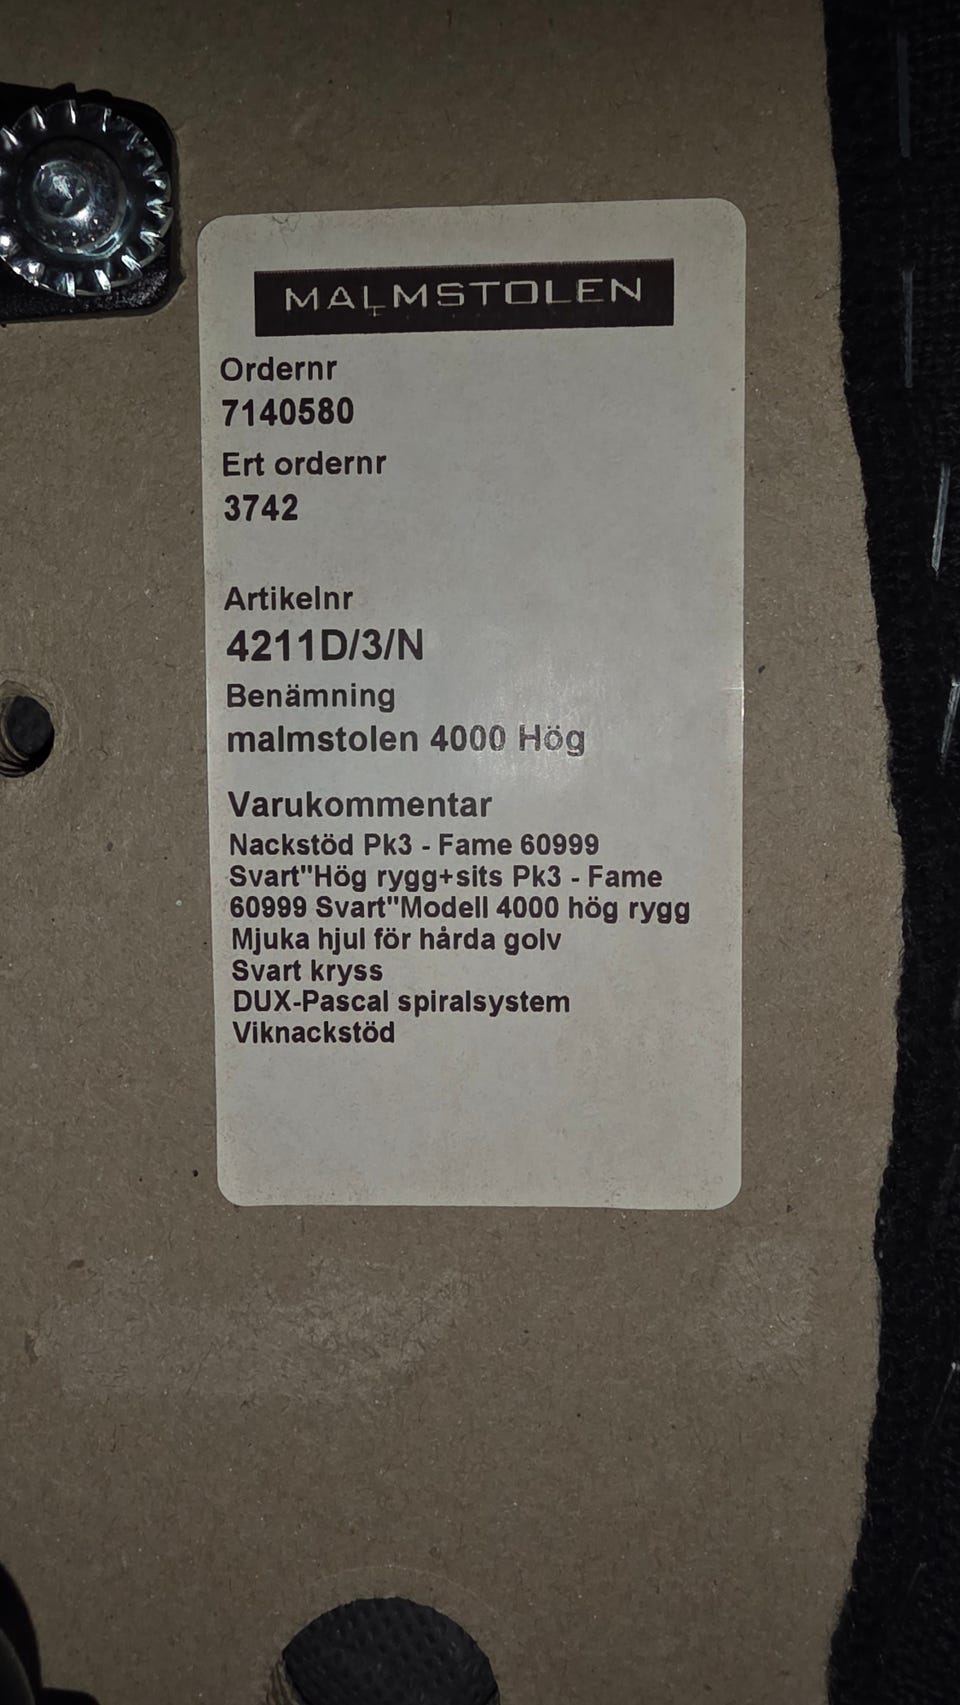 MALMSTOLEN
Ordernr
7140580
Ert ordernr
3742
Artikelnr
4211D/3/N
Benämning
malmstolen 4000 Hög
Varukommentar
Nackstöd Pk3 - Fame 60999
Svart"Hög rygg+sits Pk3 - Fame
60999 Svart"Modell 4000 hög rygg
Mjuka hjul för hårda golv
Svart kryss
DUX-Pascal spiralsystem
Viknackstöd